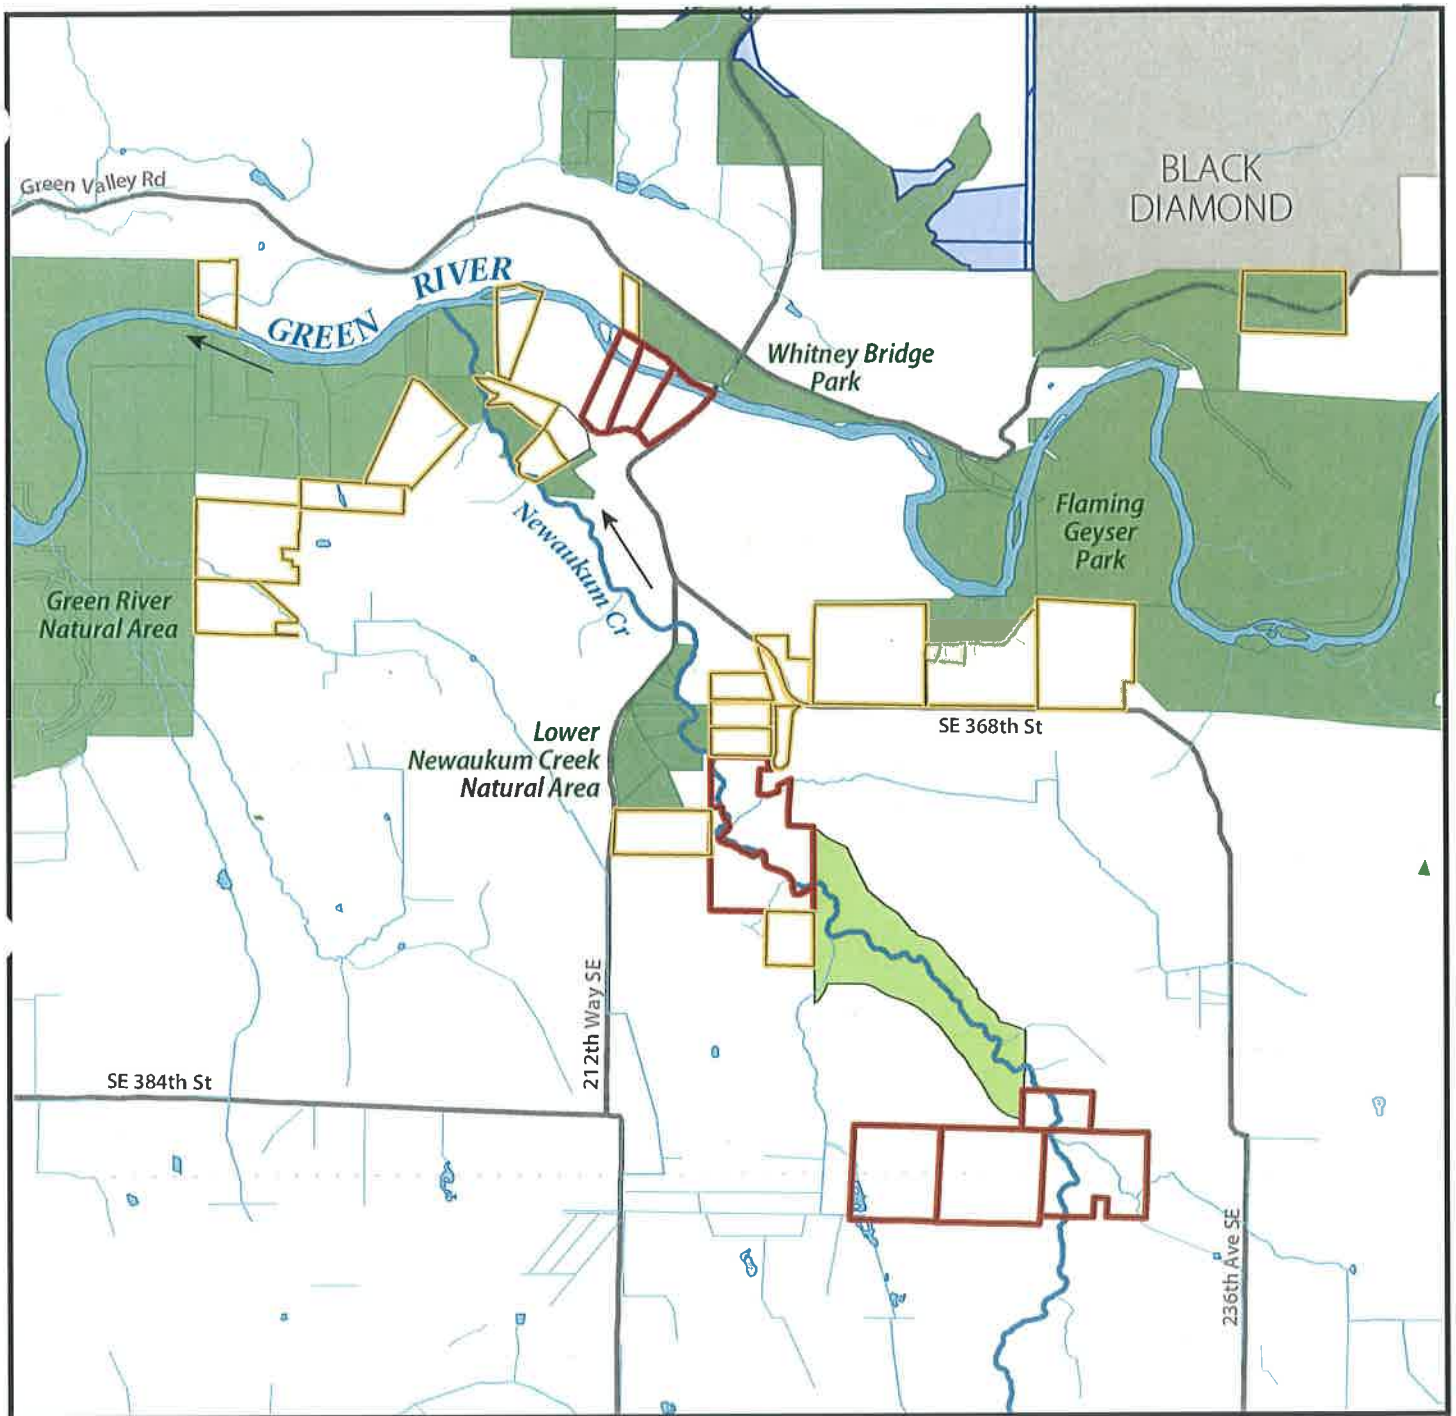 BLACK
DIAMOND
Green Valley Rd
GREEN RIVER
Whitney Bridge
Park
Flaming
Geyser
Park
Newaukum Cr
Green River
Natural Area
SE 368th St
Lower
Newaukum Creek
Natural Area
212th Way SE
SE 384th St
236th Ave SE